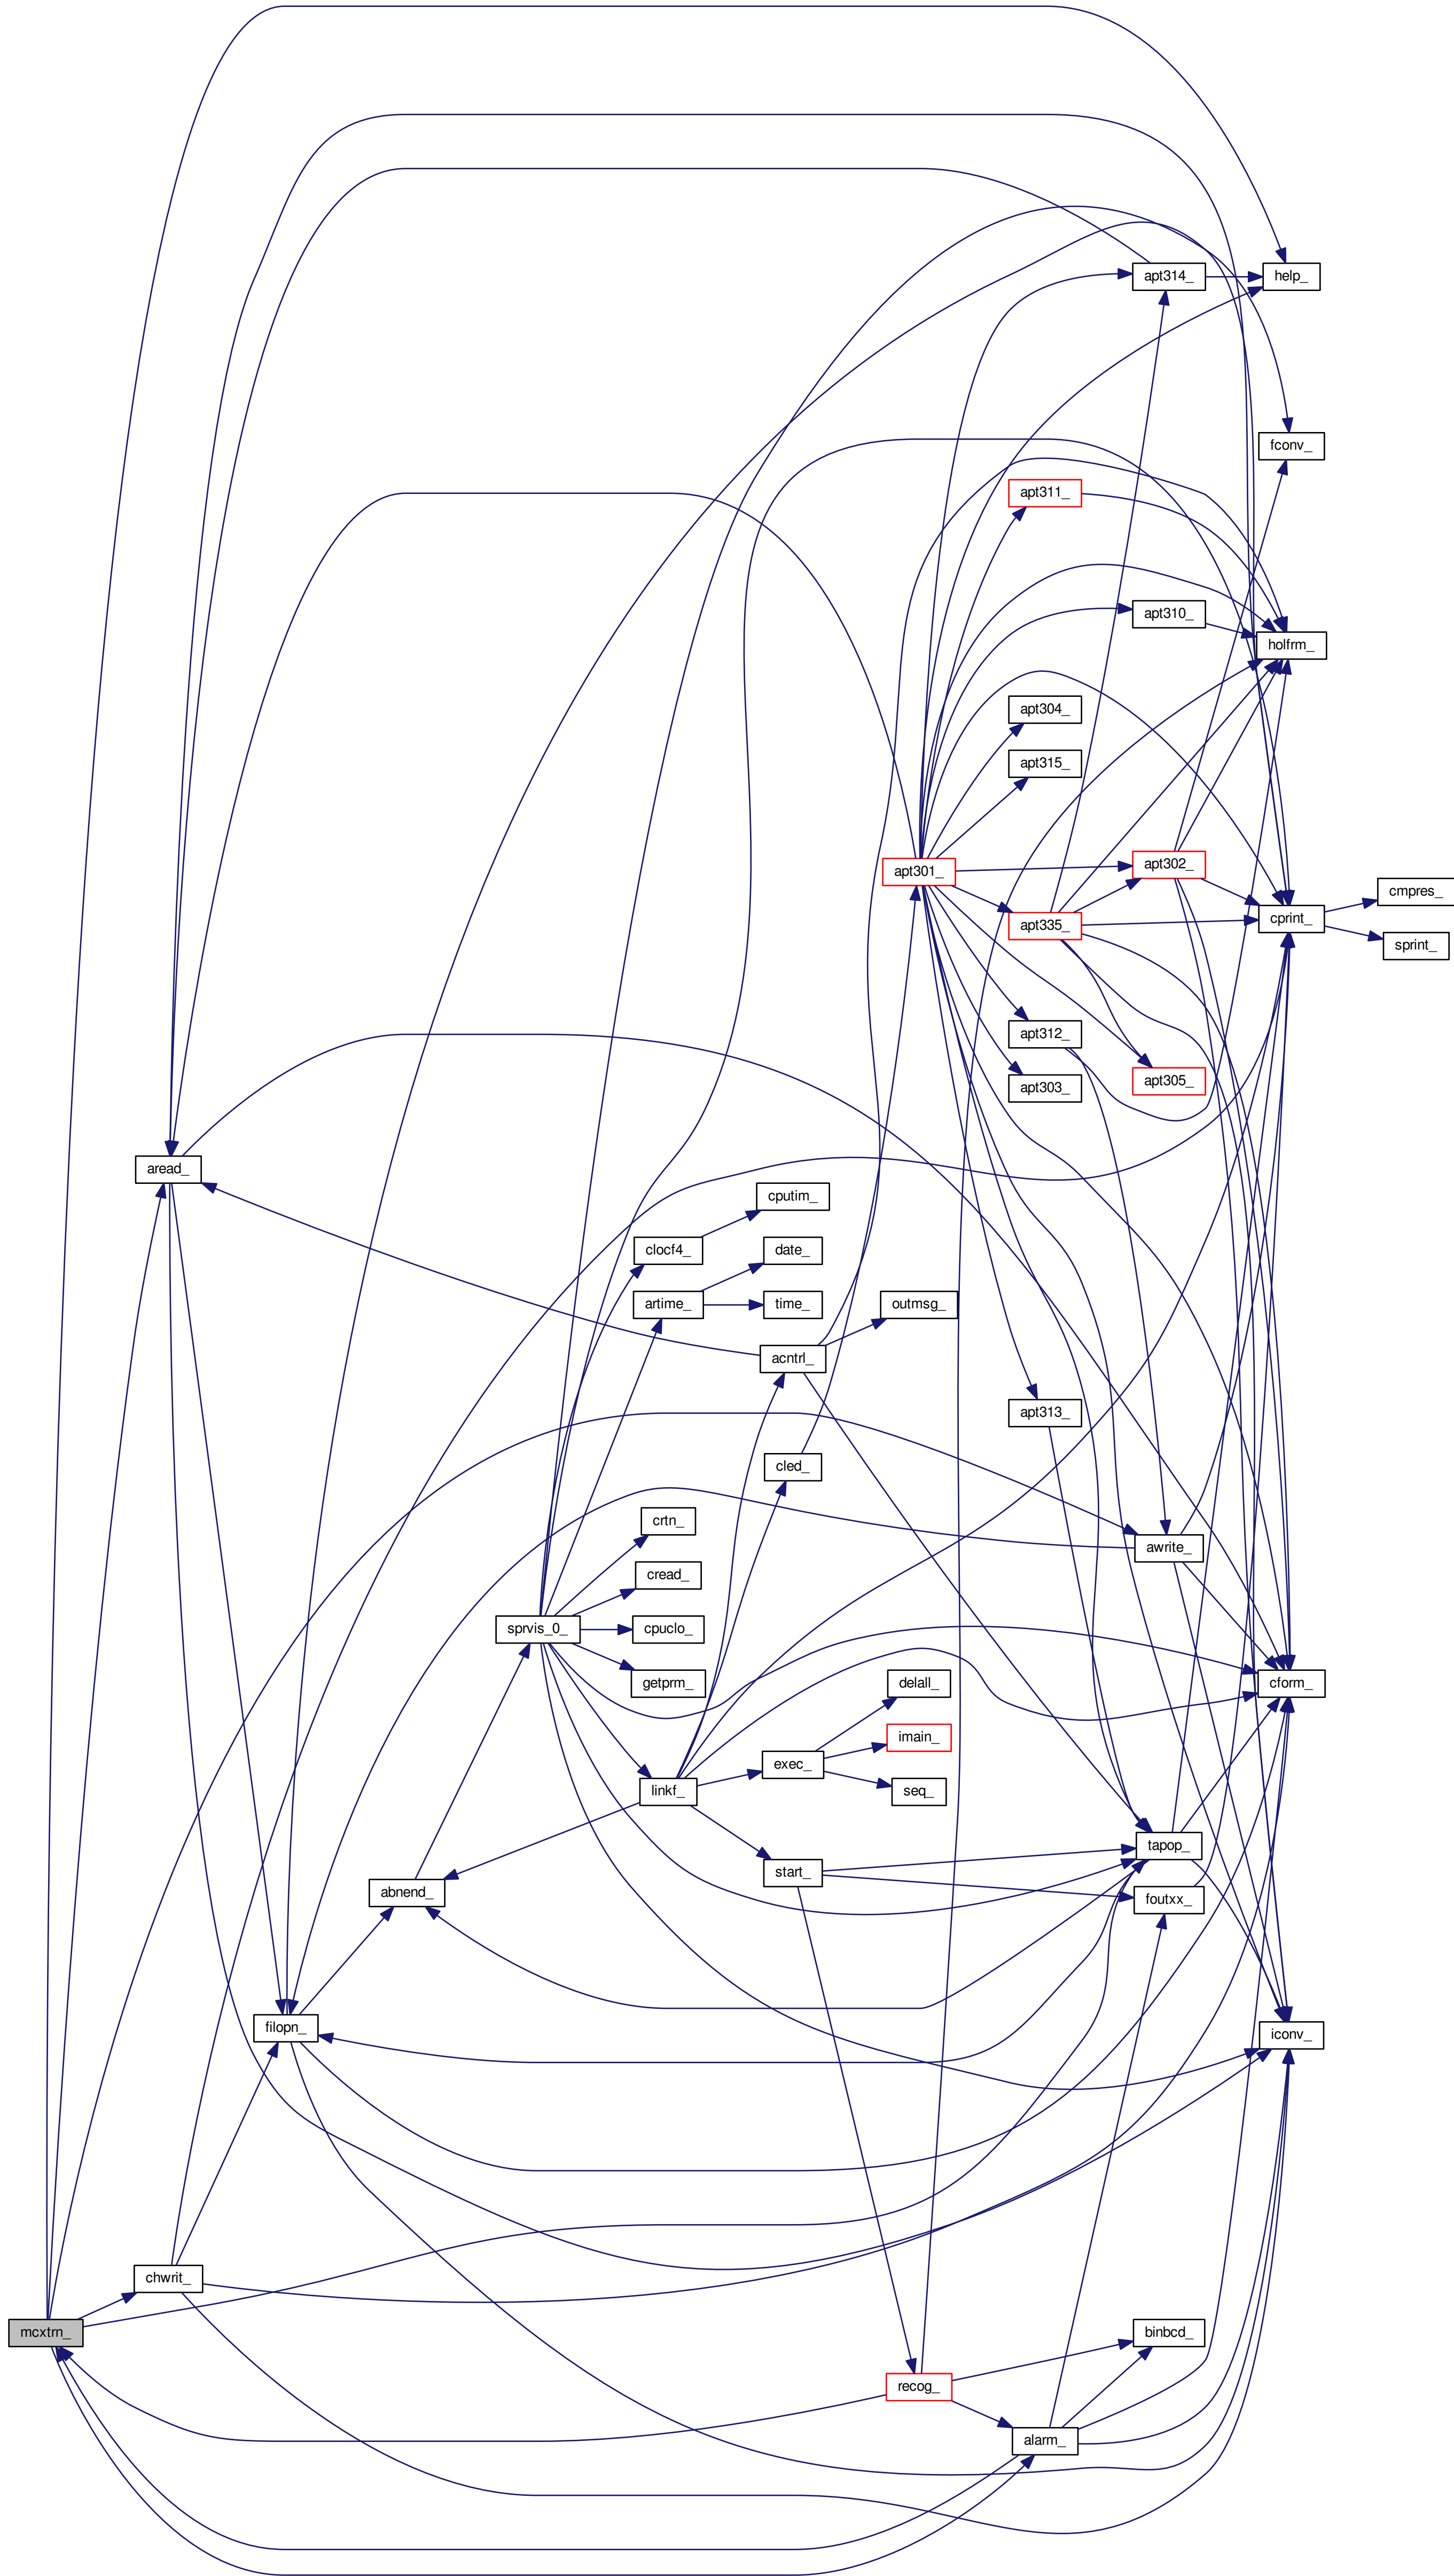 apt314_
help_
fconv_
apt311_
apt310_
holfrm_
apt304_
apt315_
apt301_
apt302_
cmpres_
apt335_
cprint_
sprint_
apt312_
apt303_
apt305_
aread_
cputim_
clocf4_
date_
artime_
time_
outmsg_
acntrl_
apt313_
cled_
crtn_
awrite_
cread_
sprvis_0_
cpuclo_
getprm_
delall_
cform_
imain_
exec_
linkf_
seq_
tapop_
start_
abnend_
foutxx_
filopn_
iconv_
chwrit_
mcxtrn_
binbcd_
recog_
alarm_